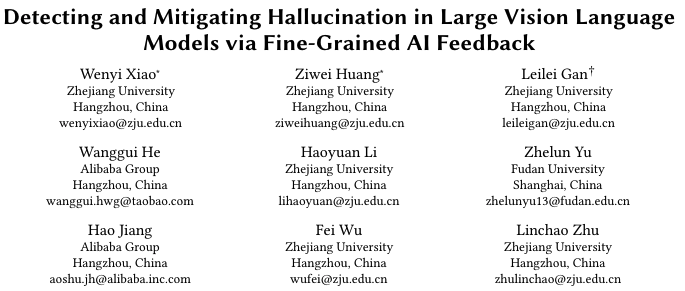 Detecting and Mitigating Hallucination in Large Vision Language
Models via Fine-Grained AI Feedback
Wenyi Xiao*
Zhejiang University
Hangzhou, China
wenyixiao@zju.edu.cn
Ziwei Huang*
Zhejiang University
Hangzhou, China
ziweihuang@zju.edu.cn
Leilei Gan†
Zhejiang University
Hangzhou, China
leileigan@zju.edu.cn
Wanggui He
Alibaba Group
Hangzhou, China
wanggui.hwg@taobao.com
Haoyuan Li
Zhejiang University
Hangzhou, China
lihaoyuan@zju.edu.cn
Zhelun Yu
Fudan University
Shanghai, China
zhelunyu13@fudan.edu.cn
Hao Jiang
Alibaba Group
Hangzhou, China
aoshu.jh@alibaba.inc.com
Fei Wu
Zhejiang University
Hangzhou, China
wufei@zju.edu.cn
Linchao Zhu
Zhejiang University
Hangzhou, China
zhulinchao@zju.edu.cn